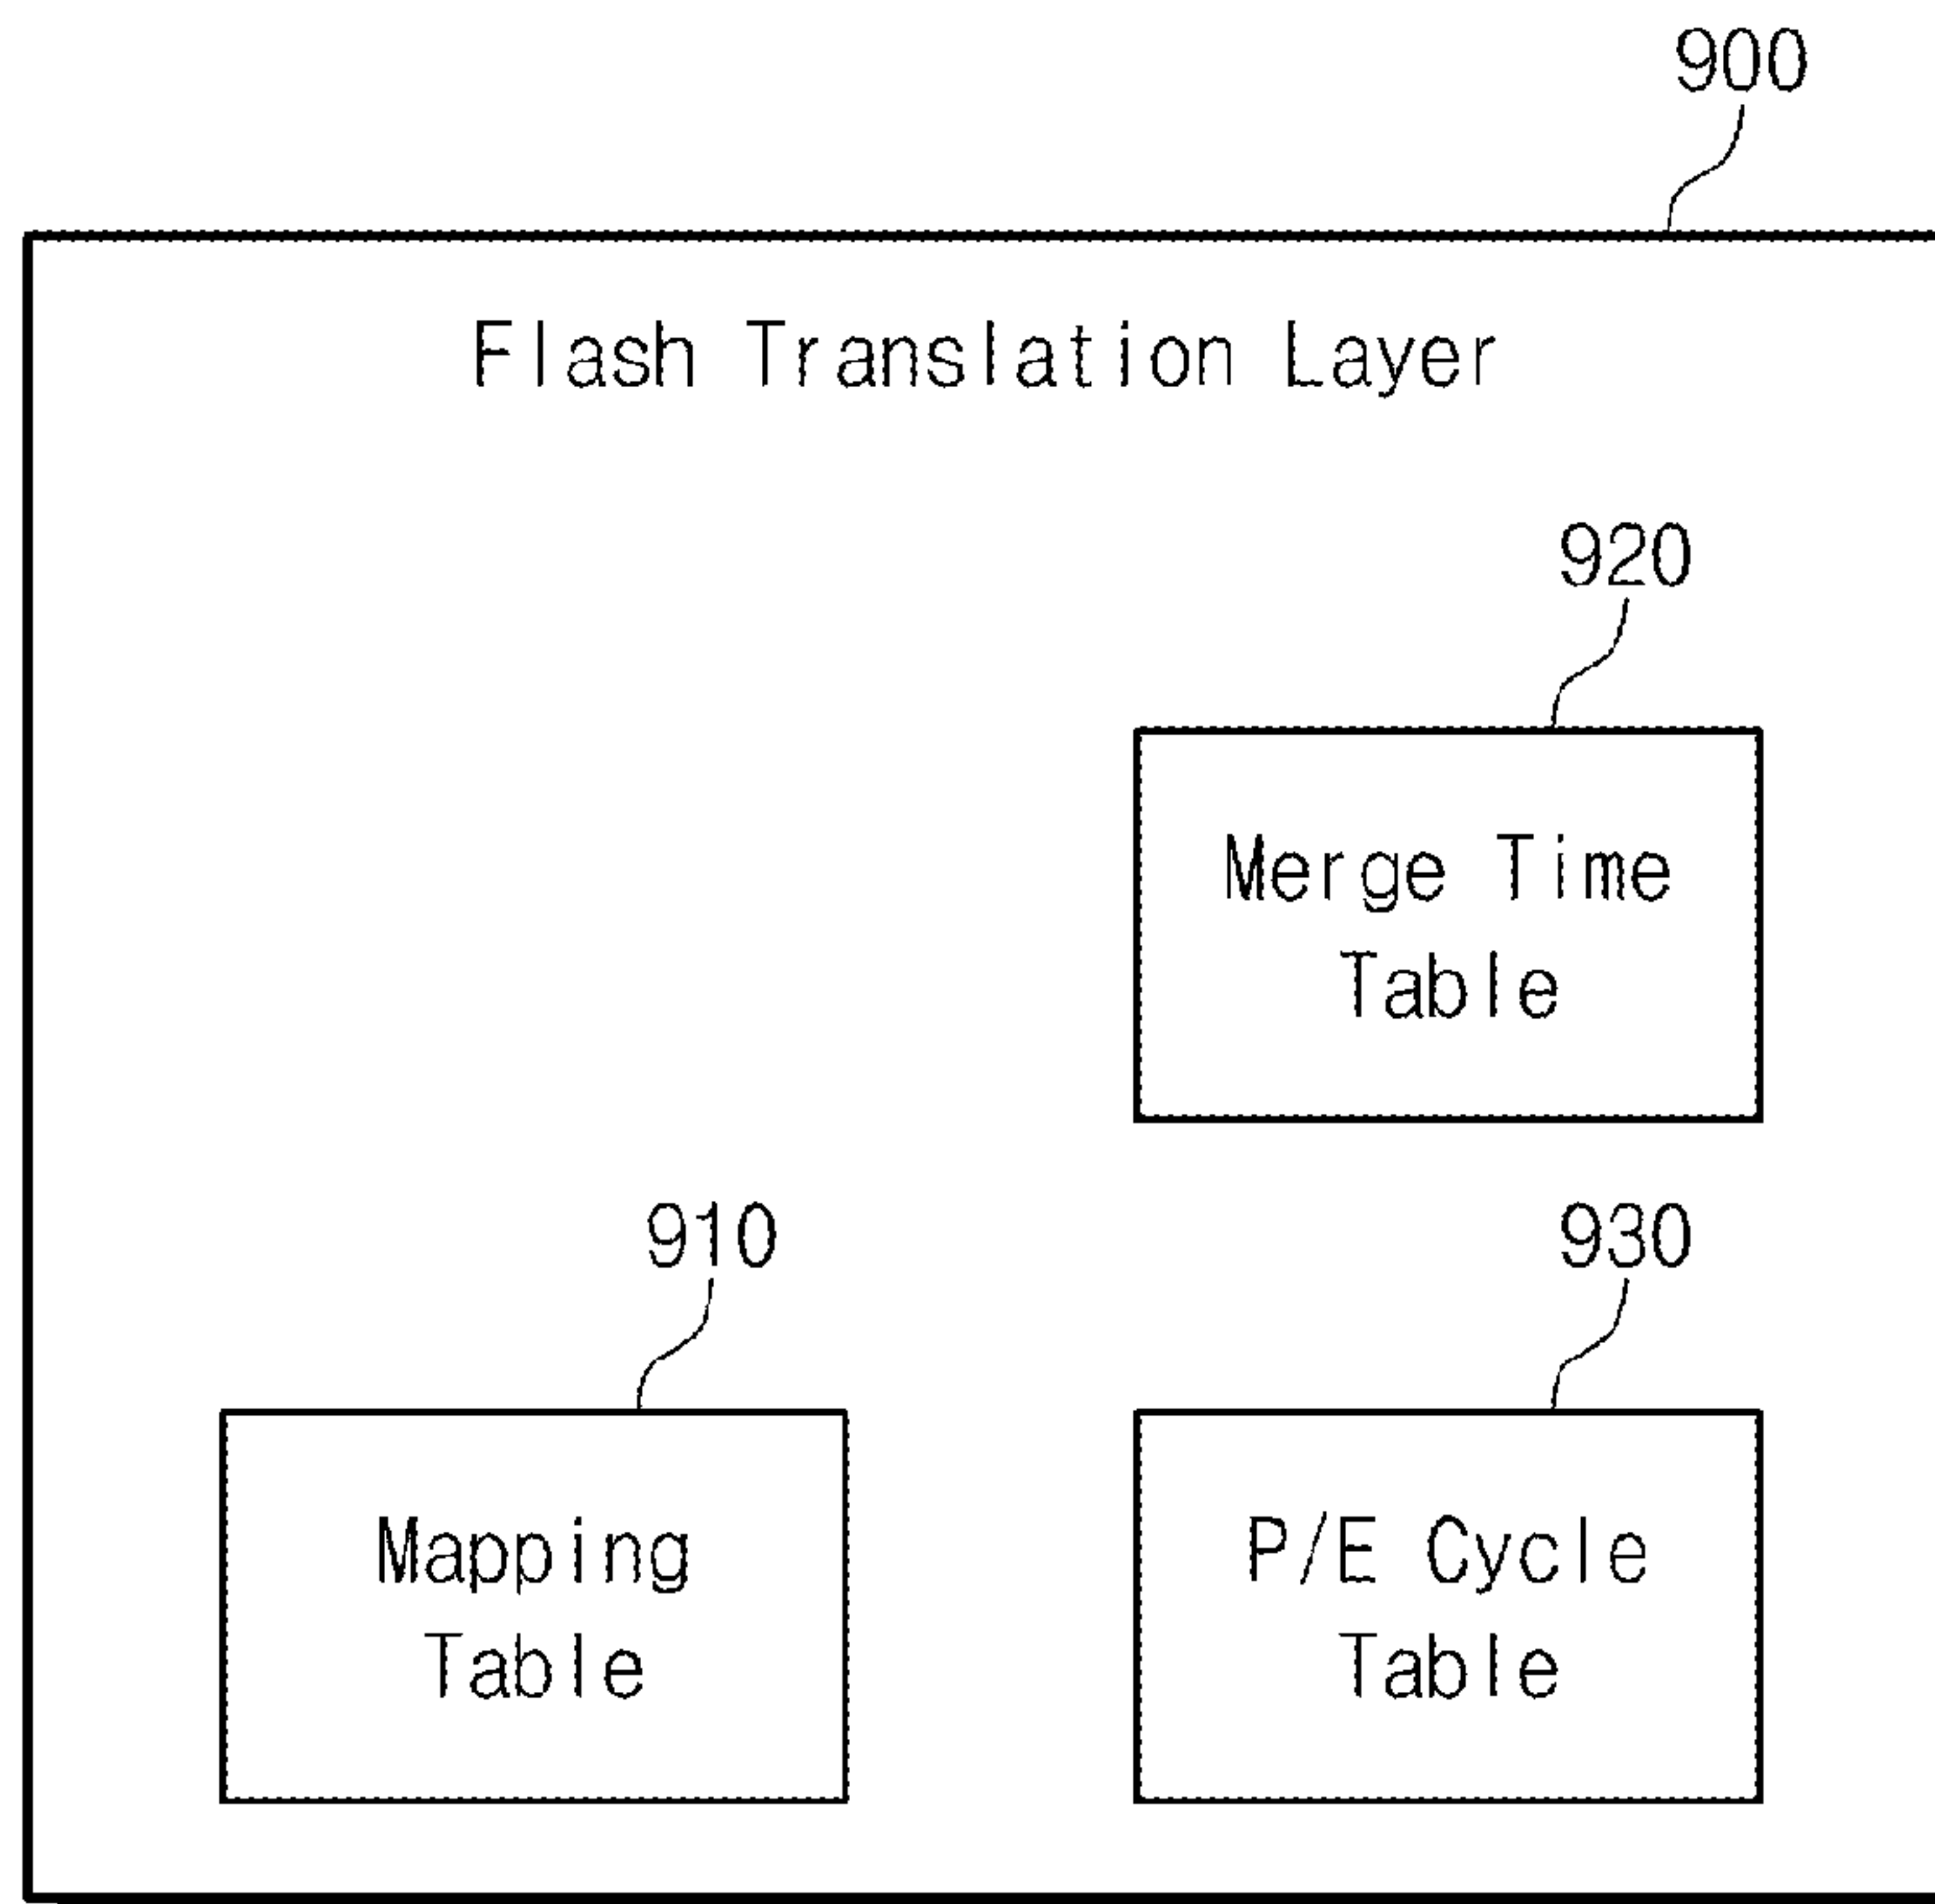 900
Flash Translation Layer
920
Merge Time
Table
910
930
Mapping
Table
P/E Cycle
Table